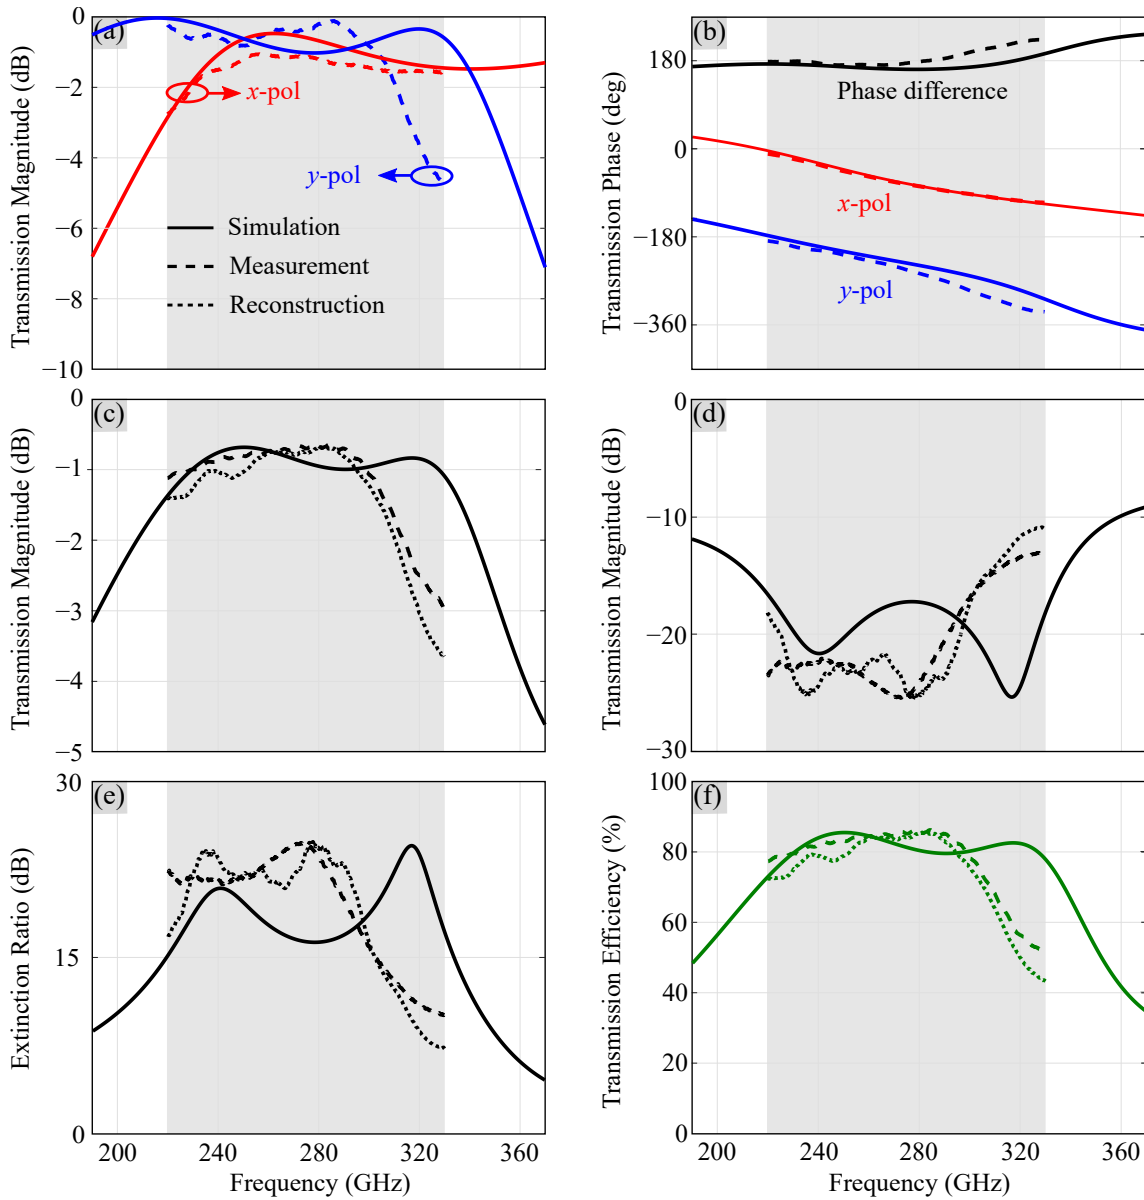 (a)
0
−2
−4
−6
−8
−10
Transmission Magnitude (dB)
x-pol
y-pol
Simulation
Measurement
Reconstruction
(b)
180
0
−180
−360
Transmission Phase (deg)
Phase difference
x-pol
y-pol
(c)
0
−1
−2
−3
−4
−5
Transmission Magnitude (dB)
(d)
0
−10
−20
−30
Transmission Magnitude (dB)
(e)
30
15
0
Extinction Ratio (dB)
200 240 280 320 360
Frequency (GHz)
(f)
100
80
60
40
20
0
Transmission Efficiency (%)
200 240 280 320 360
Frequency (GHz)